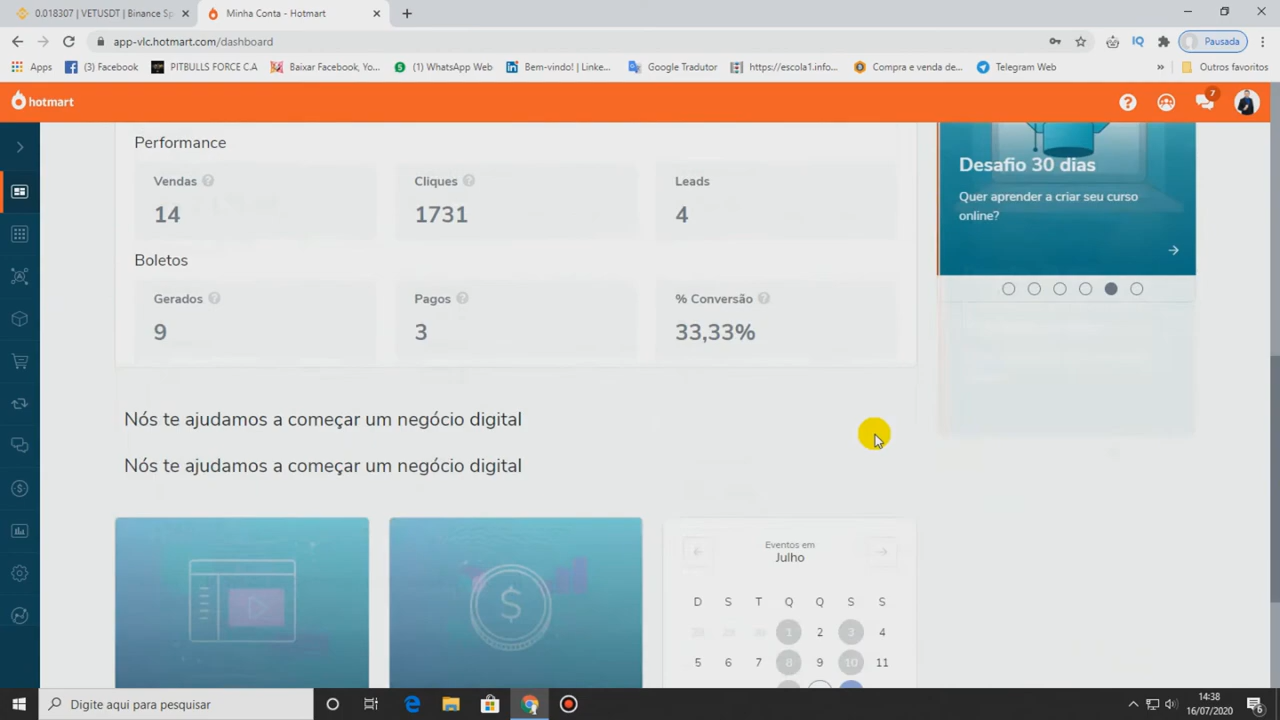 0.018307 | VETUSDT | Binance Sp
Minha Conta - Hotmart
app-vlc.hotmart.com/dashboard
Pausada
Apps
(3) Facebook
PITBULLS FORCE C.A
Baixar Facebook, Yo...
(1) WhatsApp Web
Bem-vindo! | Linke...
Google Tradutor
https://escola1.info...
Compra e venda de...
Telegram Web
»
Outros favoritos
hotmart
7
Performance
Vendas
Cliques
Leads
14
1731
4
Boletos
Gerados
Pagos
% Conversão
9
3
33,33%
Desafio 30 dias
Quer aprender a criar seu curso
online?
Nós te ajudamos a começar um negócio digital
Nós te ajudamos a começar um negócio digital
Eventos em
Julho
D S T Q Q S S
1 2 3 4
5 6 7 8 9 10 11
Digite aqui para pesquisar
14:38
16/07/2020
6